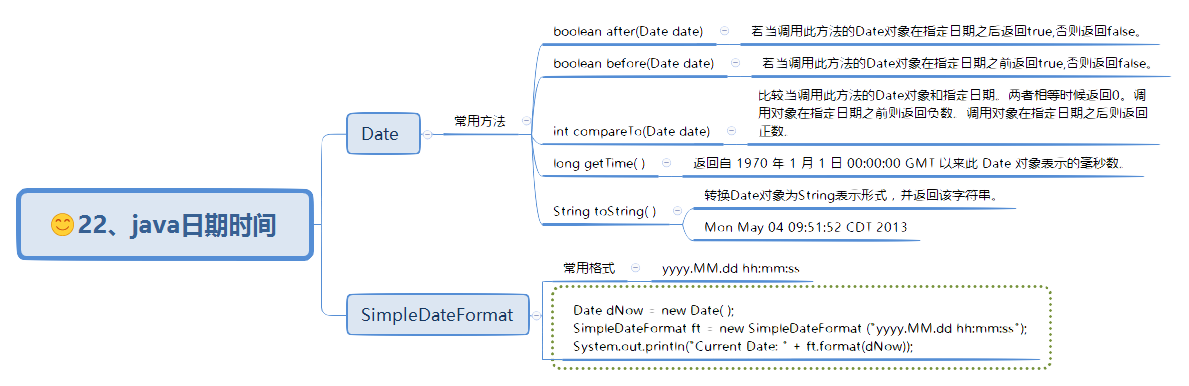 😊22、java日期时间
Date
常用方法
boolean after(Date date)
若当调用此方法的Date对象在指定日期之后返回true,否则返回false。
boolean before(Date date)
若当调用此方法的Date对象在指定日期之前返回true,否则返回false。
int compareTo(Date date)
比较当调用此方法的Date对象和指定日期。两者相等时候返回0。调
用对象在指定日期之前则返回负数。调用对象在指定日期之后则返回
正数。
long getTime( )
返回自 1970 年 1 月 1 日 00:00:00 GMT 以来此 Date 对象表示的毫秒数。
String toString( )
转换Date对象为String表示形式，并返回该字符串。
Mon May 04 09:51:52 CDT 2013
SimpleDateFormat
常用格式
yyyy.MM.dd hh:mm:ss
Date dNow = new Date( );
SimpleDateFormat ft = new SimpleDateFormat ("yyyy.MM.dd hh:mm:ss");
System.out.println("Current Date: " + ft.format(dNow));